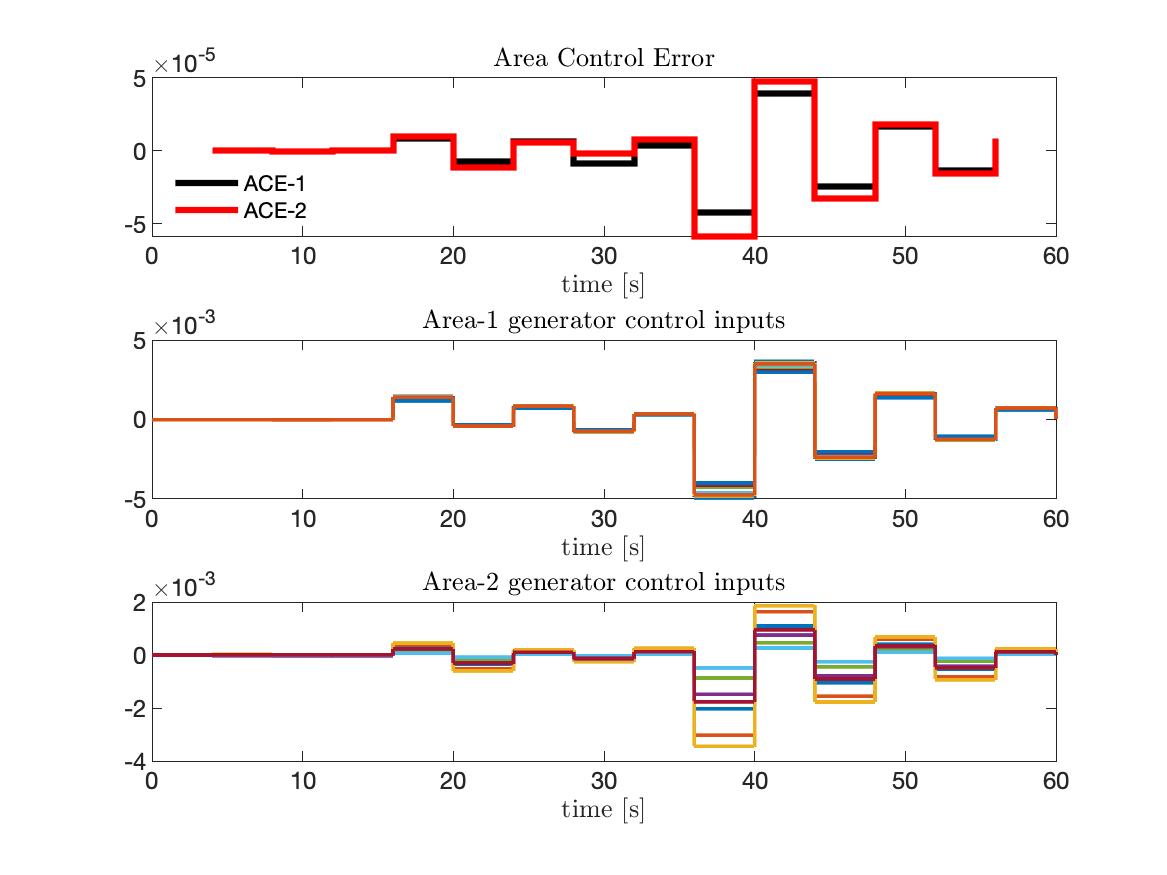 ×10⁻⁵
Area Control Error
5
0
-5
ACE-1
ACE-2
0 10 20 30 40 50 60
time [s]
×10⁻³
Area-1 generator control inputs
5
0
-5
0 10 20 30 40 50 60
time [s]
×10⁻³
Area-2 generator control inputs
2
0
-2
-4
0 10 20 30 40 50 60
time [s]